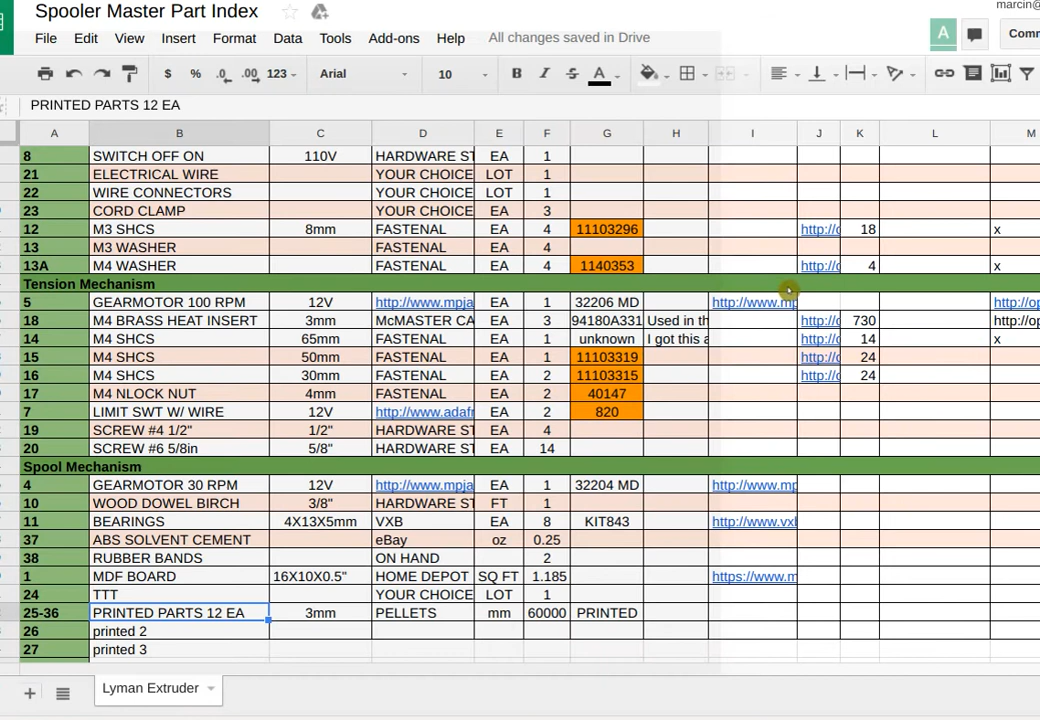 Spooler Master Part Index
marcin@
File Edit View Insert Format Data Tools Add-ons Help All changes saved in Drive
A Comm
$ % .0 .00 123 Arial 10 B I S A
PRINTED PARTS 12 EA
A B C D E F G H I J K L M
8 SWITCH OFF ON 110V HARDWARE ST EA 1
21 ELECTRICAL WIRE YOUR CHOICE LOT 1
22 WIRE CONNECTORS YOUR CHOICE LOT 1
23 CORD CLAMP YOUR CHOICE EA 3
12 M3 SHCS 8mm FASTENAL EA 4 11103296 http://c 18 x
13 M3 WASHER FASTENAL EA 4
13A M4 WASHER FASTENAL EA 4 1140353 http://c 4 x
Tension Mechanism
5 GEARMOTOR 100 RPM 12V http://www.mpja EA 1 32206 MD http://www.mp http://op
18 M4 BRASS HEAT INSERT 3mm McMASTER CA EA 3 94180A331 Used in th http://c 730 http://op
14 M4 SHCS 65mm FASTENAL EA 1 unknown I got this a http://c 14 x
15 M4 SHCS 50mm FASTENAL EA 1 11103319 http://c 24
16 M4 SHCS 30mm FASTENAL EA 2 11103315 http://c 24
17 M4 NLOCK NUT 4mm FASTENAL EA 2 40147
7 LIMIT SWT W/ WIRE 12V http://www.adafr EA 2 820
19 SCREW #4 1/2" 1/2" HARDWARE ST EA 4
20 SCREW #6 5/8in 5/8" HARDWARE ST EA 14
Spool Mechanism
4 GEARMOTOR 30 RPM 12V http://www.mpja EA 1 32204 MD http://www.mp
10 WOOD DOWEL BIRCH 3/8" HARDWARE ST FT 1
11 BEARINGS 4X13X5mm VXB EA 8 KIT843 http://www.vxb
37 ABS SOLVENT CEMENT eBay oz 0.25
38 RUBBER BANDS ON HAND 2
1 MDF BOARD 16X10X0.5" HOME DEPOT SQ FT 1.185 https://www.m
24 TTT YOUR CHOICE LOT 1
25-36 PRINTED PARTS 12 EA 3mm PELLETS mm 60000 PRINTED
26 printed 2
27 printed 3
Lyman Extruder